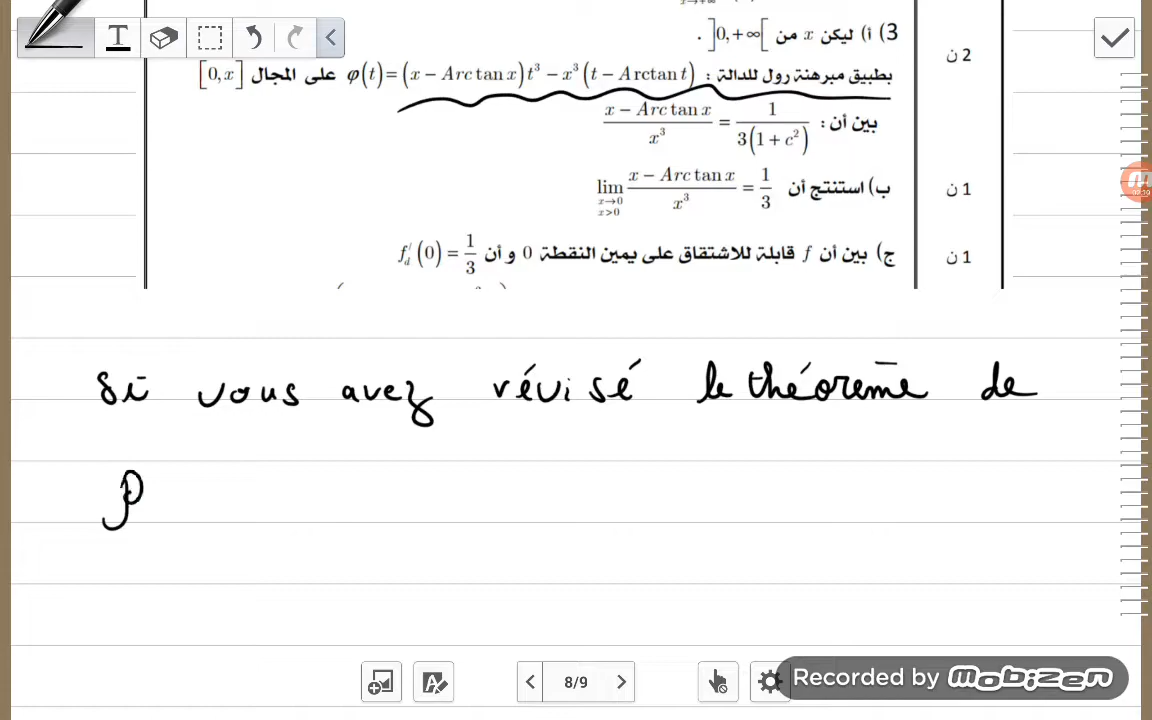 3) أ) ليكن x من ]0,+∞[ .
2 ن
بتطبيق مبرهنة رول للدالة : φ(t) = (x − Arctan x)t³ − x³(t − Arctan t) على المجال [0,x]
بين أن : (x − Arctan x)/x³ = 1/(3(1 + c²))
ب) استنتج أن lim_{x→0, x>0} (x − Arctan x)/x³ = 1/3
1 ن
ج) بين أن f قابلة للاشتقاق على يمين النقطة 0 و أن f'_d(0) = 1/3
1 ن
si vous avez révisé le théorème de
8/9
Recorded by mobizen